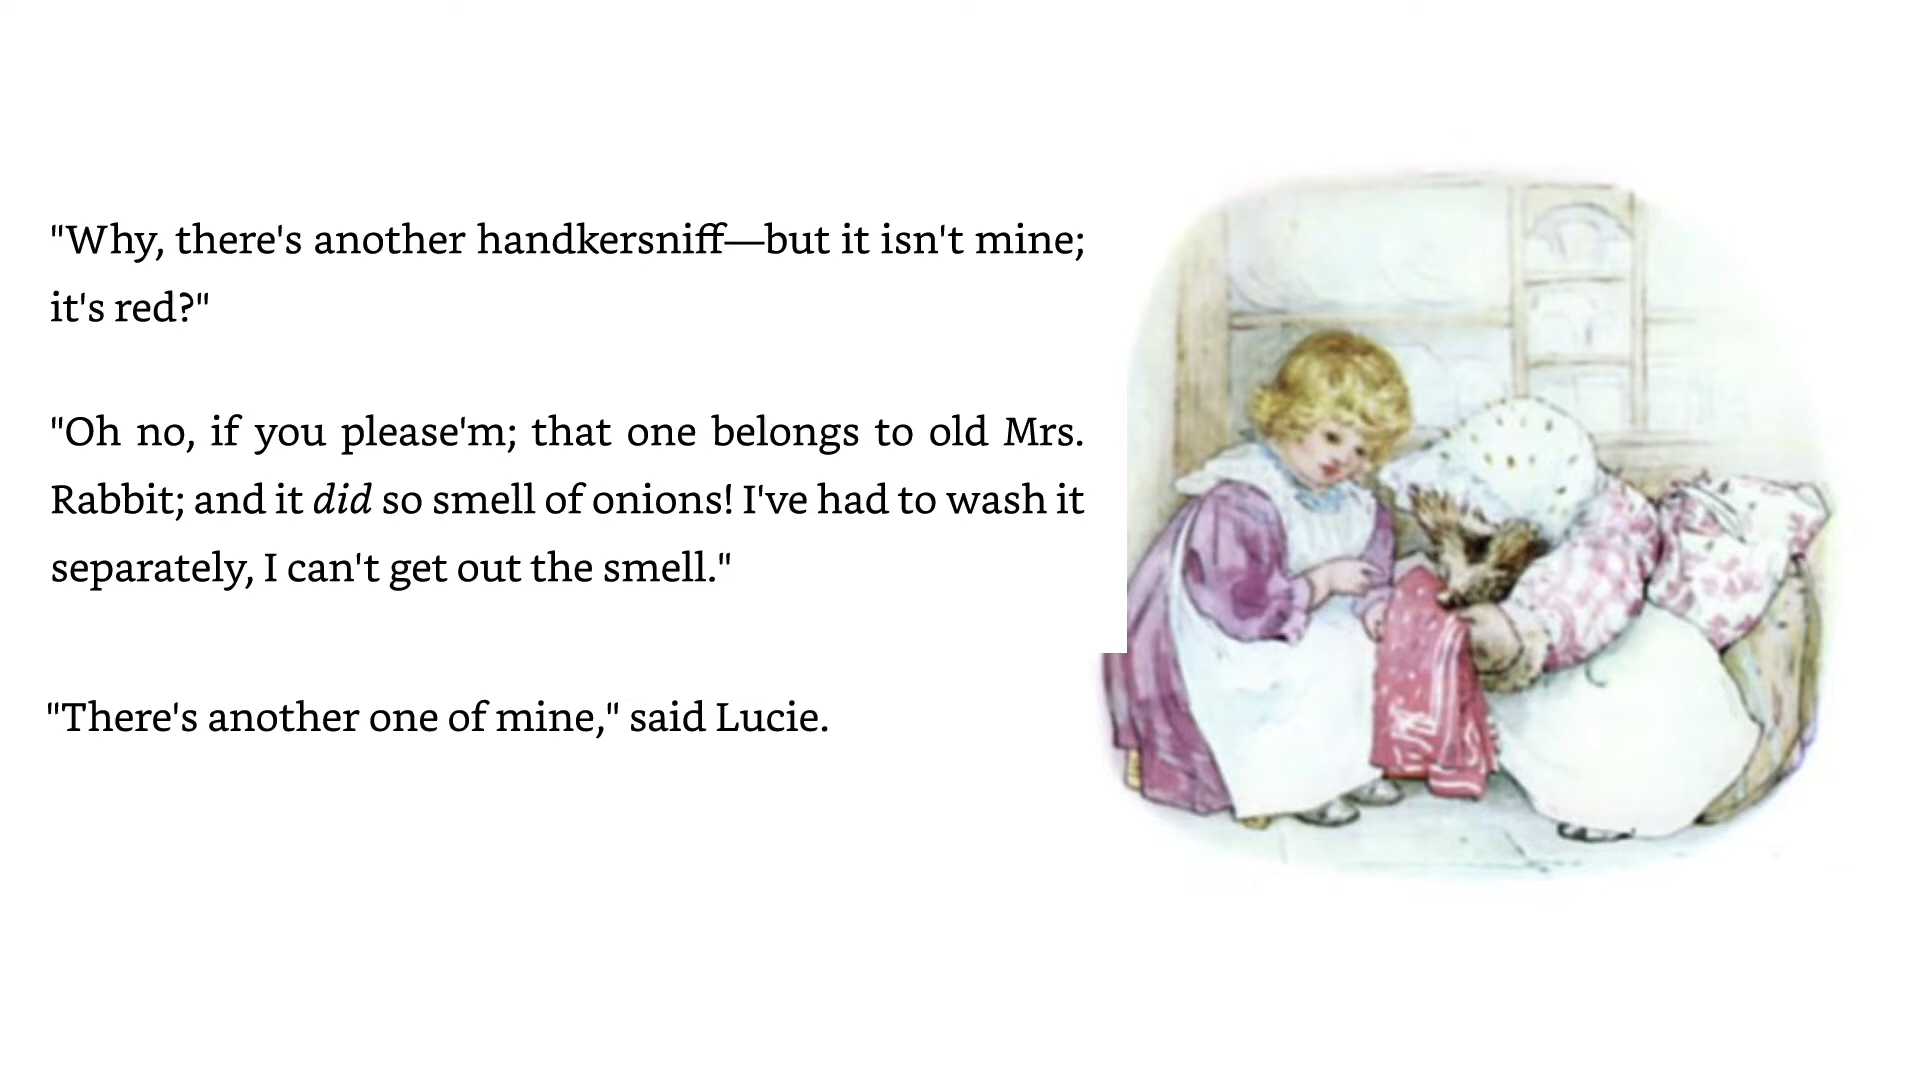 "Why, there's another handkersniff—but it isn't mine;
it's red?"
"Oh no, if you please'm; that one belongs to old Mrs.
Rabbit; and it did so smell of onions! I've had to wash it
separately, I can't get out the smell."
"There's another one of mine," said Lucie.